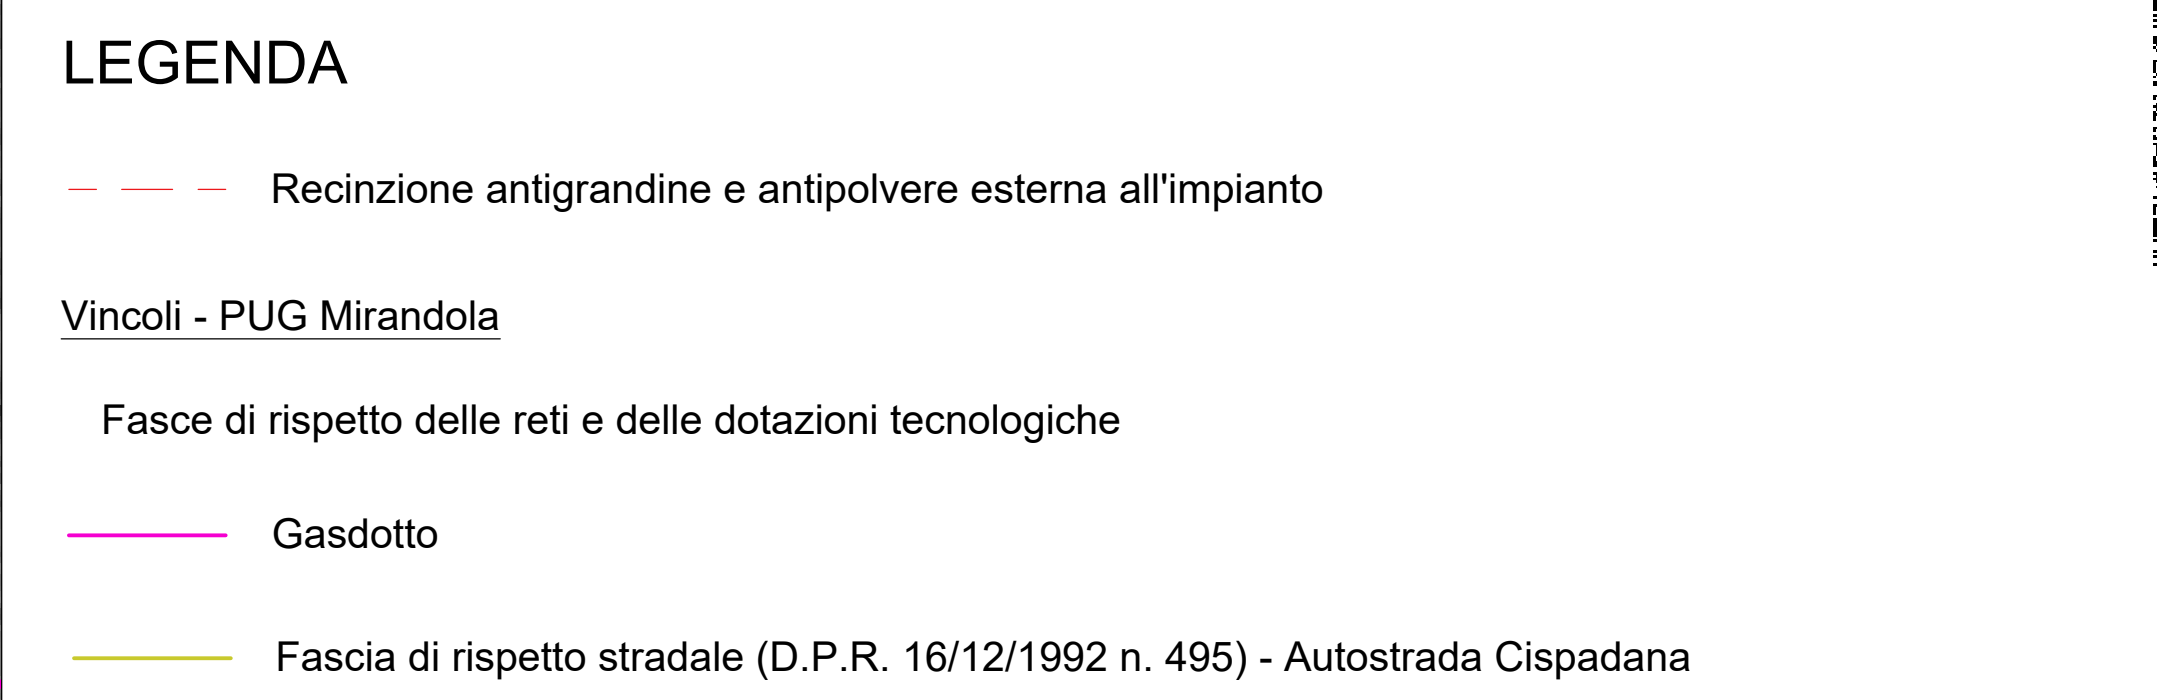 LEGENDA
Recinzione antigrandine e antipolvere esterna all'impianto
Vincoli - PUG Mirandola
Fasce di rispetto delle reti e delle dotazioni tecnologiche
Gasdotto
Fascia di rispetto stradale (D.P.R. 16/12/1992 n. 495) - Autostrada Cispadana